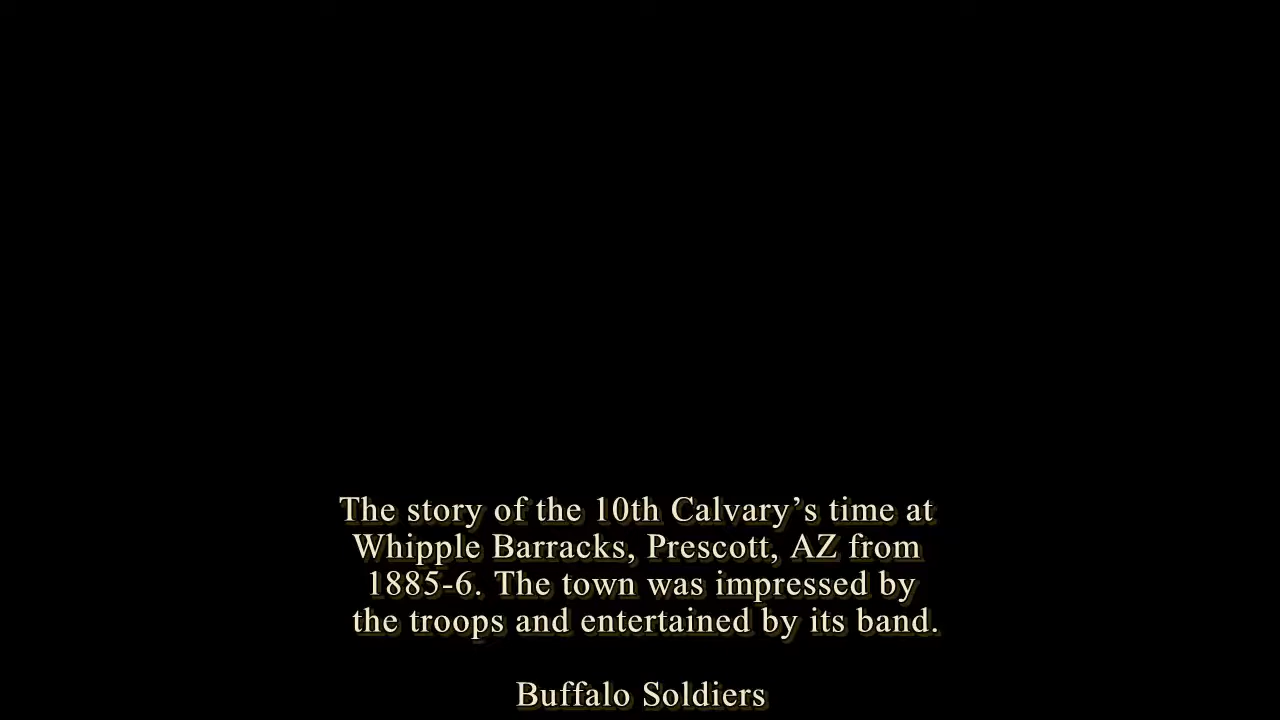 The story of the 10th Calvary’s time at
Whipple Barracks, Prescott, AZ from
1885-6. The town was impressed by
the troops and entertained by its band.
Buffalo Soldiers